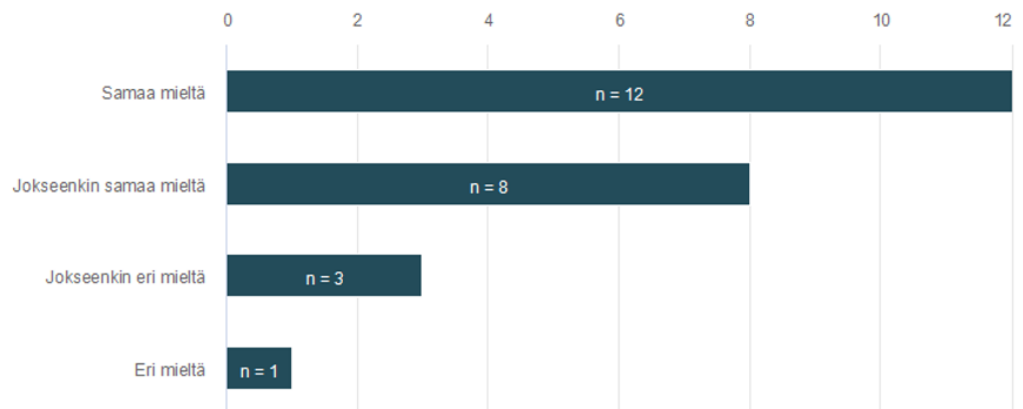 0 2 4 6 8 10 12
Samaa mieltä n = 12
Jokseenkin samaa mieltä n = 8
Jokseenkin eri mieltä n = 3
Eri mieltä n = 1